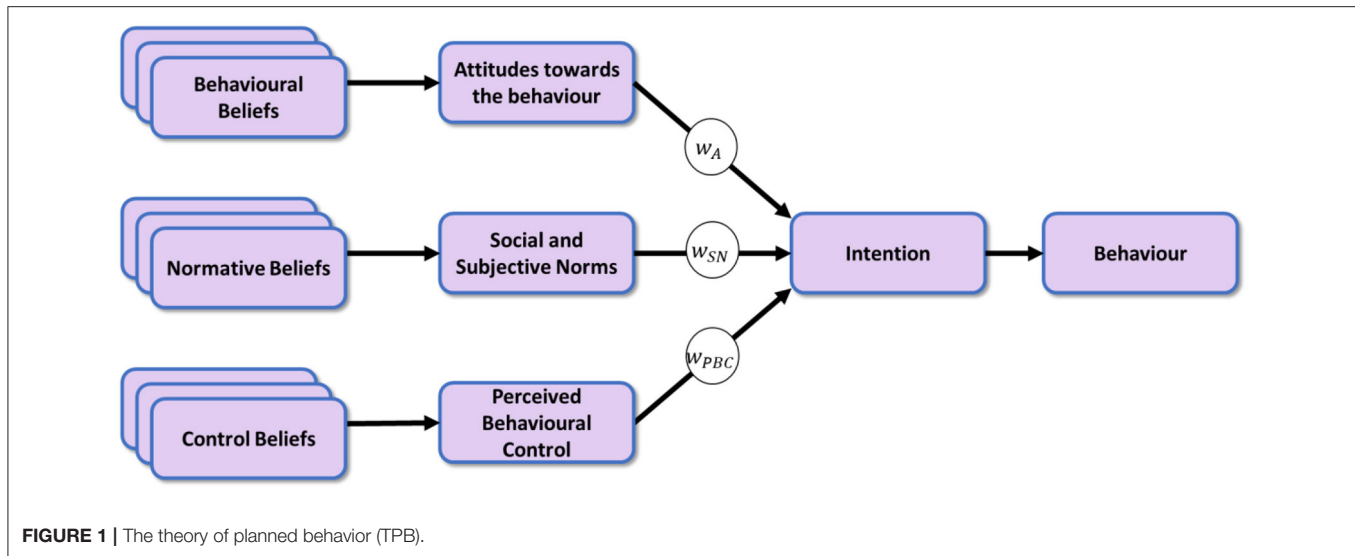 Behavioural
Beliefs
Attitudes towards
the behaviour
w_A
Normative Beliefs
Social and
Subjective Norms
w_SN
Intention
Behaviour
Control Beliefs
Perceived
Behavioural
Control
w_PBC
FIGURE 1 | The theory of planned behavior (TPB).